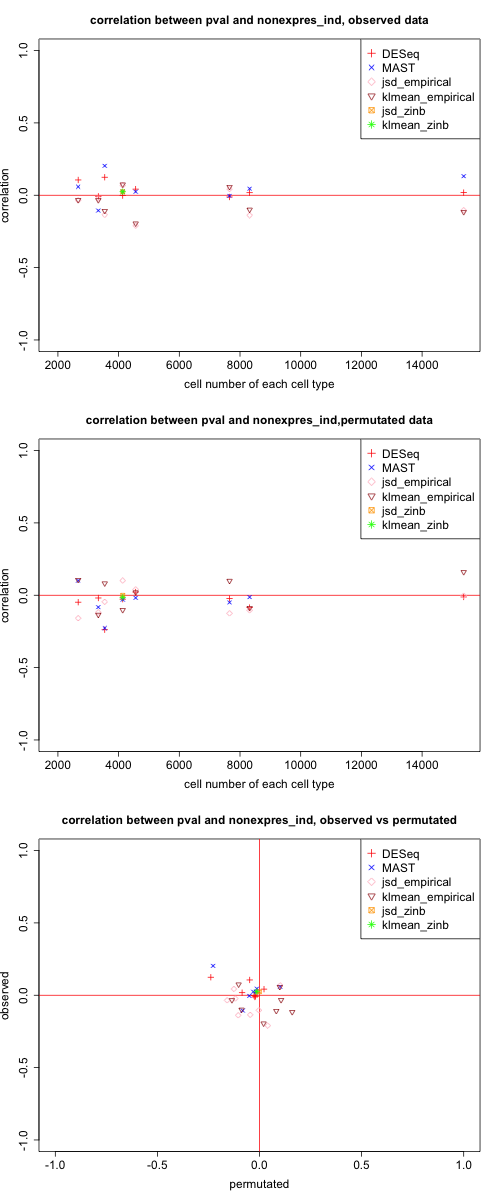 correlation between pval and nonexpres_ind, observed data
1.0
0.5
0.0
-0.5
-1.0
correlation
DESeq
MAST
jsd_empirical
klmean_empirical
jsd_zinb
klmean_zinb
2000 4000 6000 8000 10000 12000 14000
cell number of each cell type
correlation between pval and nonexpres_ind,permutated data
1.0
0.5
0.0
-0.5
-1.0
correlation
DESeq
MAST
jsd_empirical
klmean_empirical
jsd_zinb
klmean_zinb
2000 4000 6000 8000 10000 12000 14000
cell number of each cell type
correlation between pval and nonexpres_ind, observed vs permutated
1.0
0.5
0.0
-0.5
-1.0
observed
DESeq
MAST
jsd_empirical
klmean_empirical
jsd_zinb
klmean_zinb
-1.0 -0.5 0.0 0.5 1.0
permutated